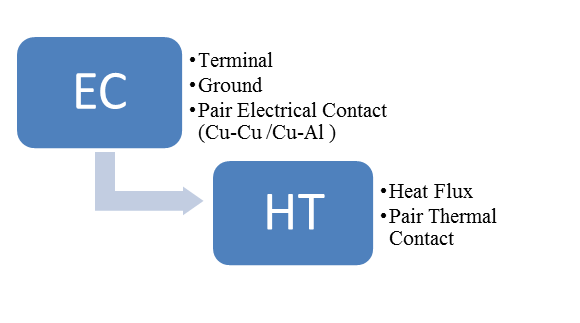 EC
•Terminal
•Ground
•Pair Electrical Contact
(Cu-Cu /Cu-Al )
HT
•Heat Flux
•Pair Thermal
Contact